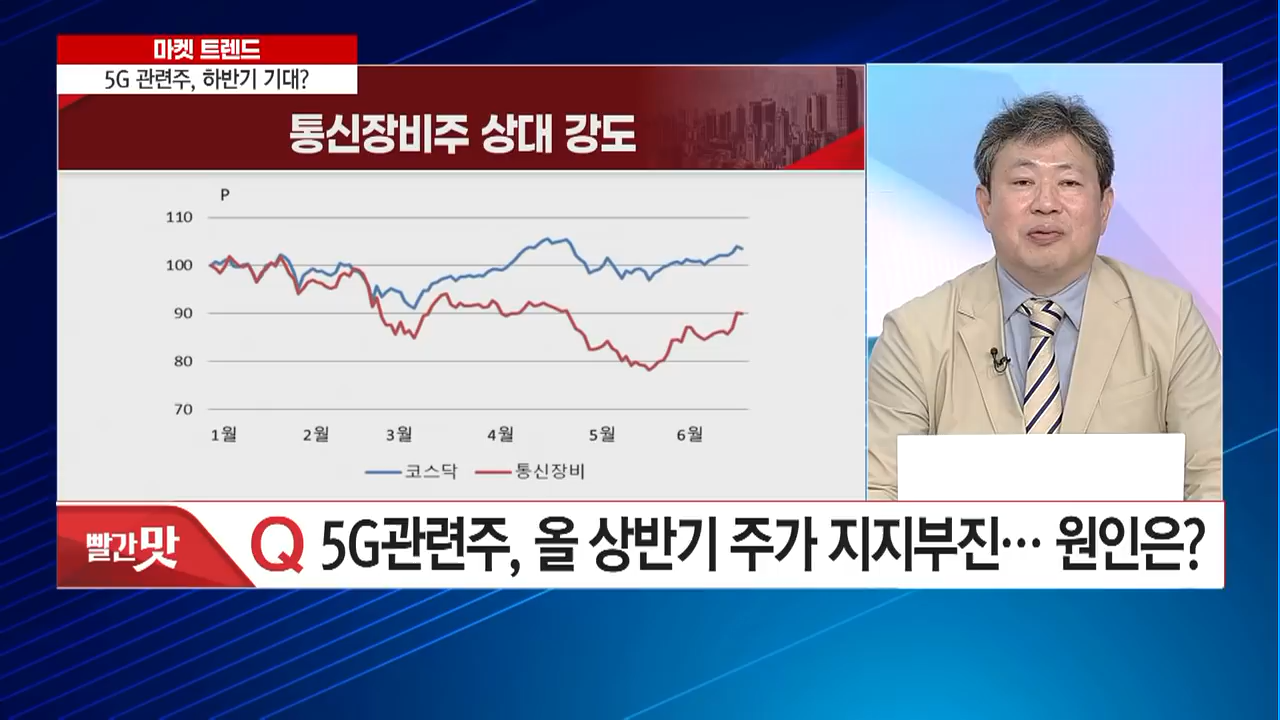 마켓 트렌드
5G 관련주, 하반기 기대?
통신장비주 상대 강도
P
110
100
90
80
70
1월 2월 3월 4월 5월 6월
코스닥 통신장비
빨간맛
Q 5G관련주, 올 상반기 주가 지지부진… 원인은?